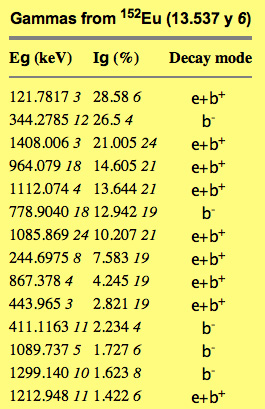 Gammas from ¹⁵²Eu (13.537 y 6)
Eg (keV) Ig (%) Decay mode
121.7817 3 28.58 6 e+b⁺
344.2785 12 26.5 4 b⁻
1408.006 3 21.005 24 e+b⁺
964.079 18 14.605 21 e+b⁺
1112.074 4 13.644 21 e+b⁺
778.9040 18 12.942 19 b⁻
1085.869 24 10.207 21 e+b⁺
244.6975 8 7.583 19 e+b⁺
867.378 4 4.245 19 e+b⁺
443.965 3 2.821 19 e+b⁺
411.1163 11 2.234 4 b⁻
1089.737 5 1.727 6 b⁻
1299.140 10 1.623 8 b⁻
1212.948 11 1.422 6 e+b⁺